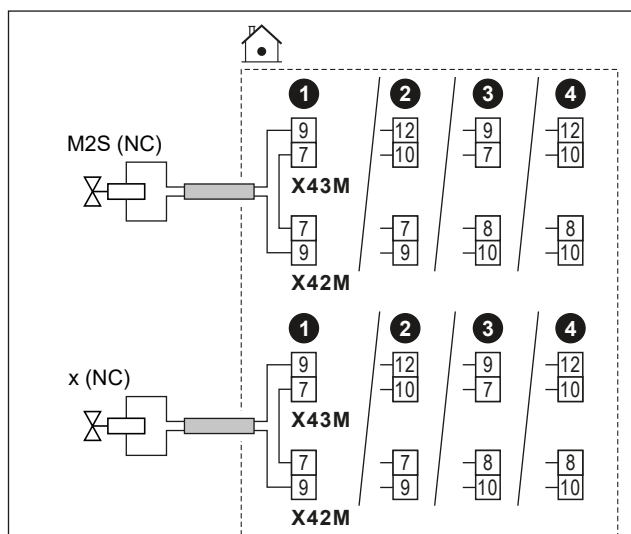 1 2 3 4
9 12 9 12
M2S (NC)
7 10 7 10
X43M
7 7 8 8
9 9 10 10
X42M
1 2 3 4
9 12 9 12
x (NC)
7 10 7 10
X43M
7 7 8 8
9 9 10 10
X42M